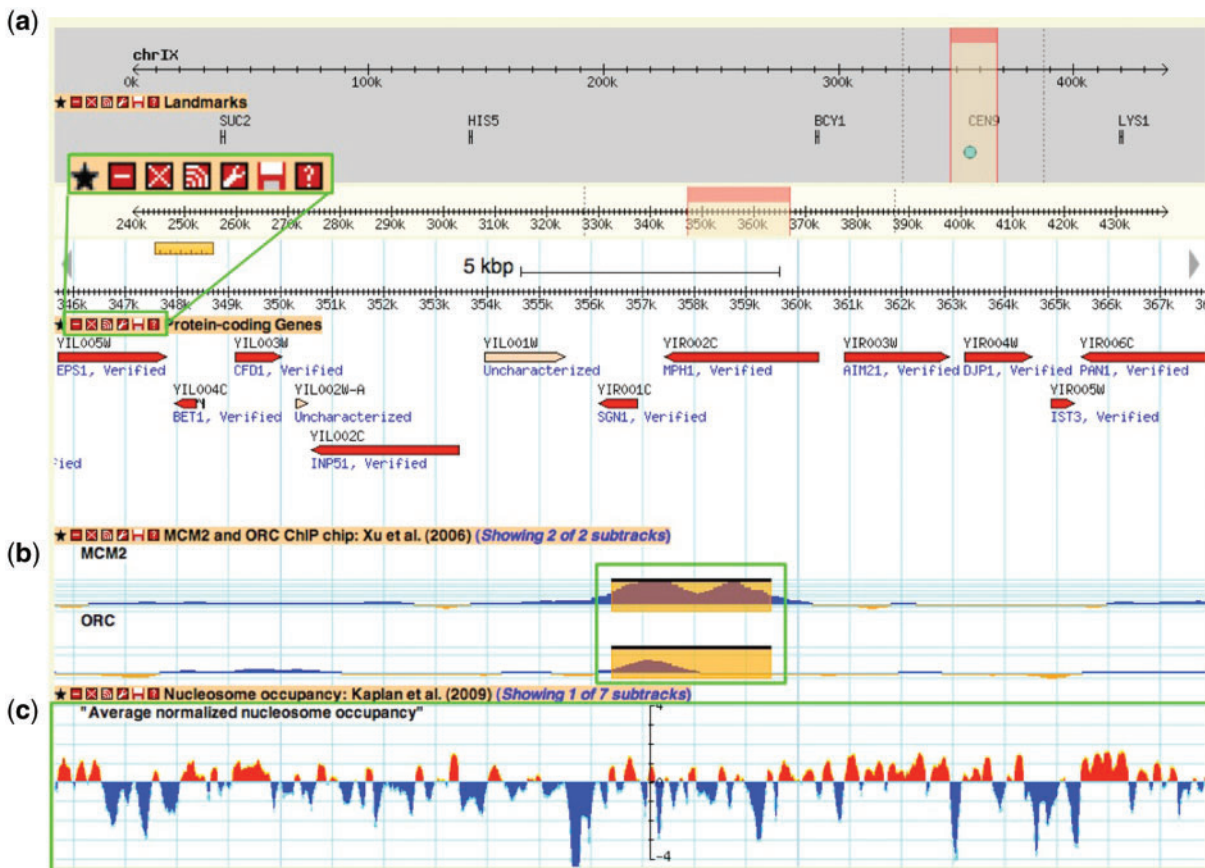 (a)
chrIX
0k 100k 200k 300k 400k
Landmarks
SUC2 HIS5 BCY1 CEN9 LYS1
240k 250k 260k 270k 280k 290k 300k 310k 320k 330k 340k 350k 360k 370k 380k 390k 400k 410k 420k 430k
5 kbp
346k 347k 348k 349k 350k 351k 352k 353k 354k 355k 356k 357k 358k 359k 360k 361k 362k 363k 364k 365k 366k 367k
Protein-coding Genes
YIL005W YIL003W YIL001W YIR002C YIR003W YIR004W YIR006C
EPS1, Verified CFD1, Verified Uncharacterized MPH1, Verified AIM21, Verified DJP1, Verified PAN1, Verified
YIL004C YIL002W-A YIR001C YIR005W
BET1, Verified Uncharacterized SGN1, Verified IST3, Verified
YIL002C
ified INP51, Verified
MCM2 and ORC ChIP chip: Xu et al. (2006) (Showing 2 of 2 subtracks)
(b)
MCM2
ORC
Nucleosome occupancy: Kaplan et al. (2009) (Showing 1 of 7 subtracks)
(c)
"Average normalized nucleosome occupancy"
4
0
-4